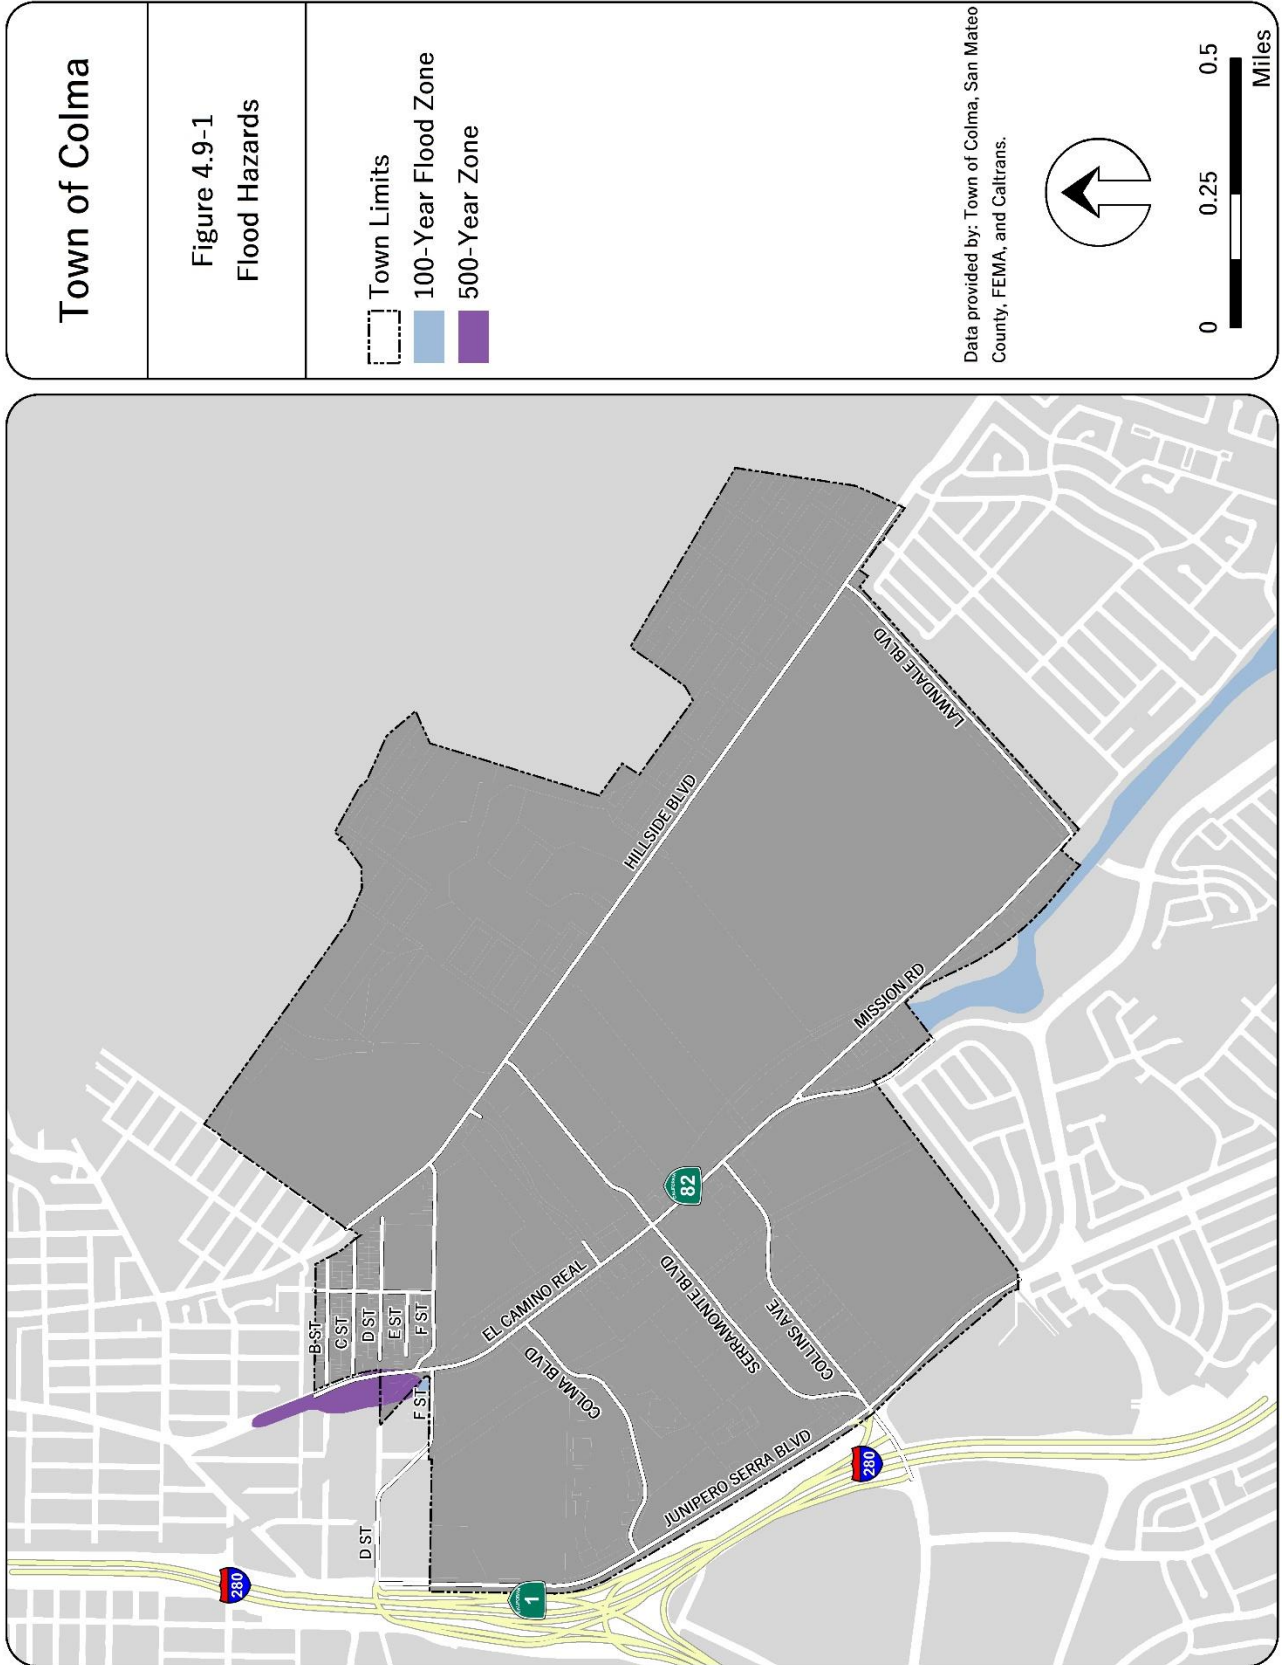 Town of Colma
Figure 4.9-1
Flood Hazards
Town Limits
100-Year Flood Zone
500-Year Zone
Data provided by: Town of Colma, San Mateo
County, FEMA, and Caltrans.
0 0.25 0.5
Miles
280
D ST
1
B ST
C ST
D ST
E ST
F ST
F ST
EL CAMINO REAL
COLMA BLVD
JUNIPERO SERRA BLVD
280
SERRAMONTE BLVD
COLLINS AVE
82
HILLSIDE BLVD
MISSION RD
LAWNDALE BLVD